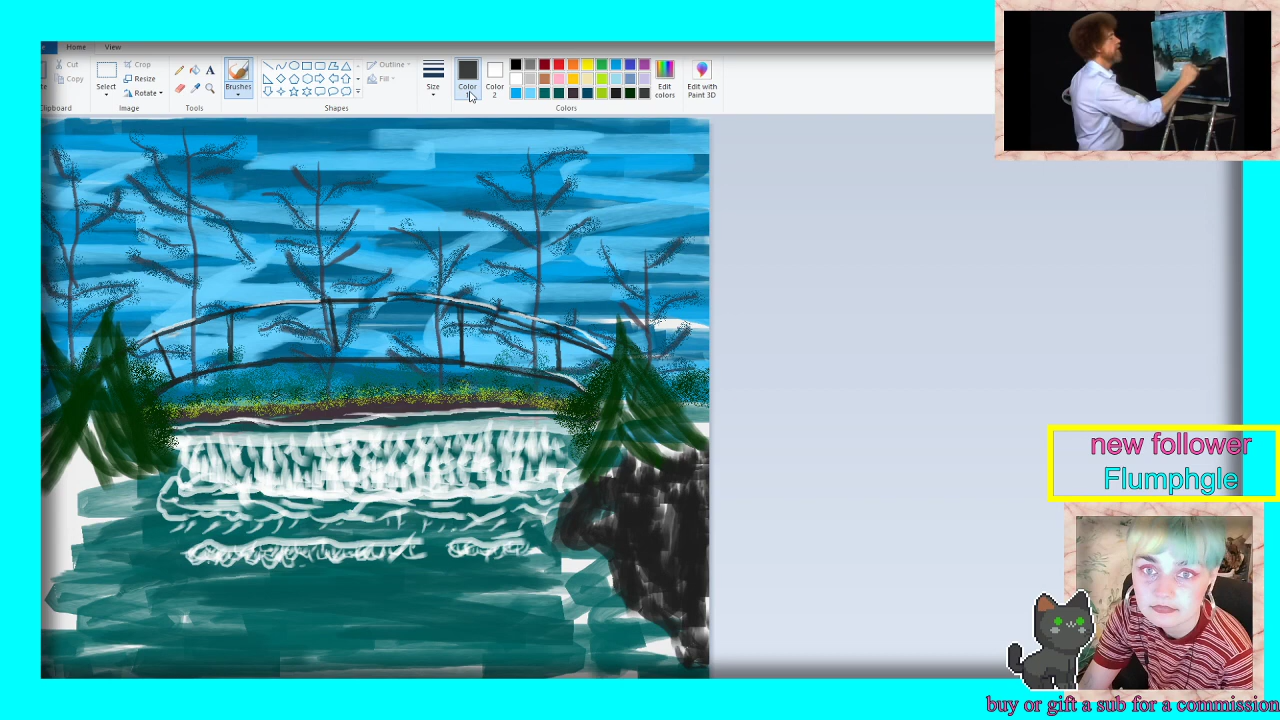 Home View
Cut
Copy
Clipboard
Select
Crop
Resize
Rotate
Image
A
Tools
Brushes
Outline
Fill
Shapes
Size
Color
1
Color
2
Colors
Edit
colors
Edit with
Paint 3D
new follower
Flumphgle
buy or gift a sub for a commission